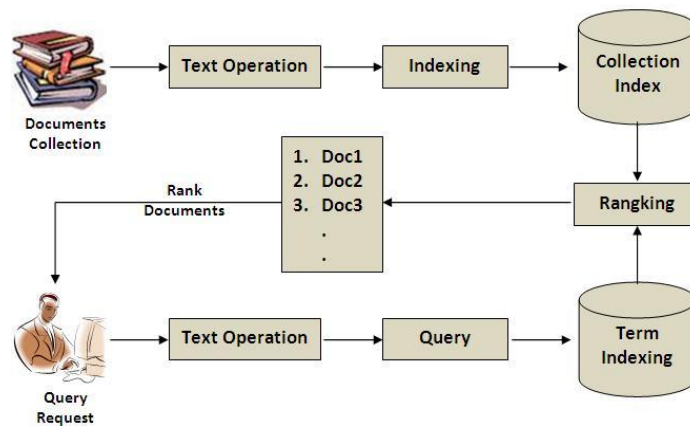 Text Operation
Indexing
Collection
Index
Documents
Collection
1. Doc1
2. Doc2
3. Doc3
.
.
Rank
Documents
Rangking
Text Operation
Query
Term
Indexing
Query
Request